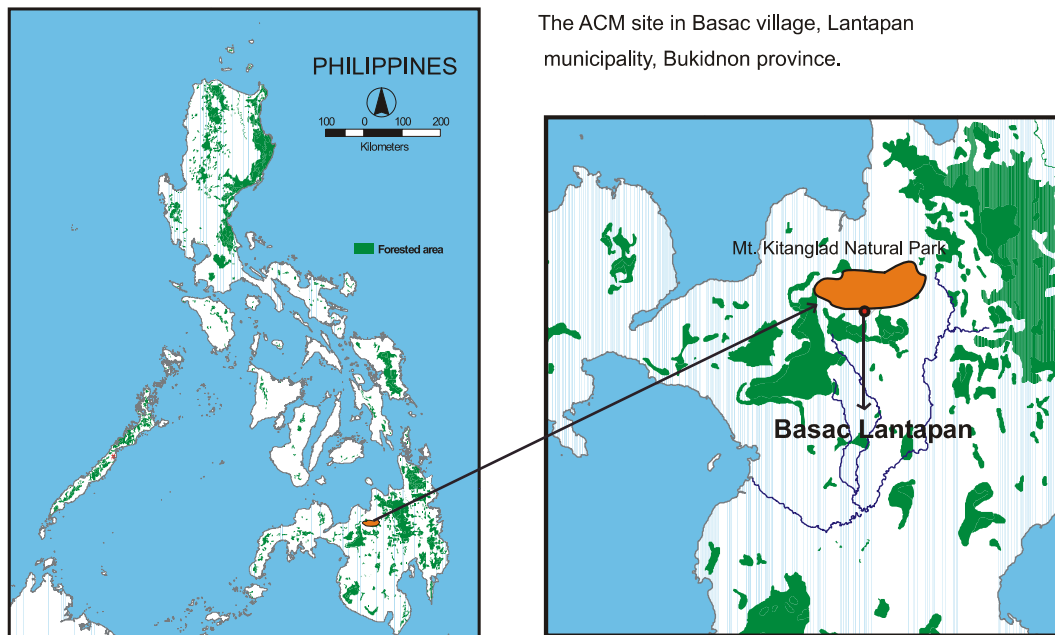 The ACM site in Basac village, Lantapan
municipality, Bukidnon province.
PHILIPPINES
100 0 100 200
Kilometers
Forested area
Mt. Kitanglad Natural Park
Basac Lantapan